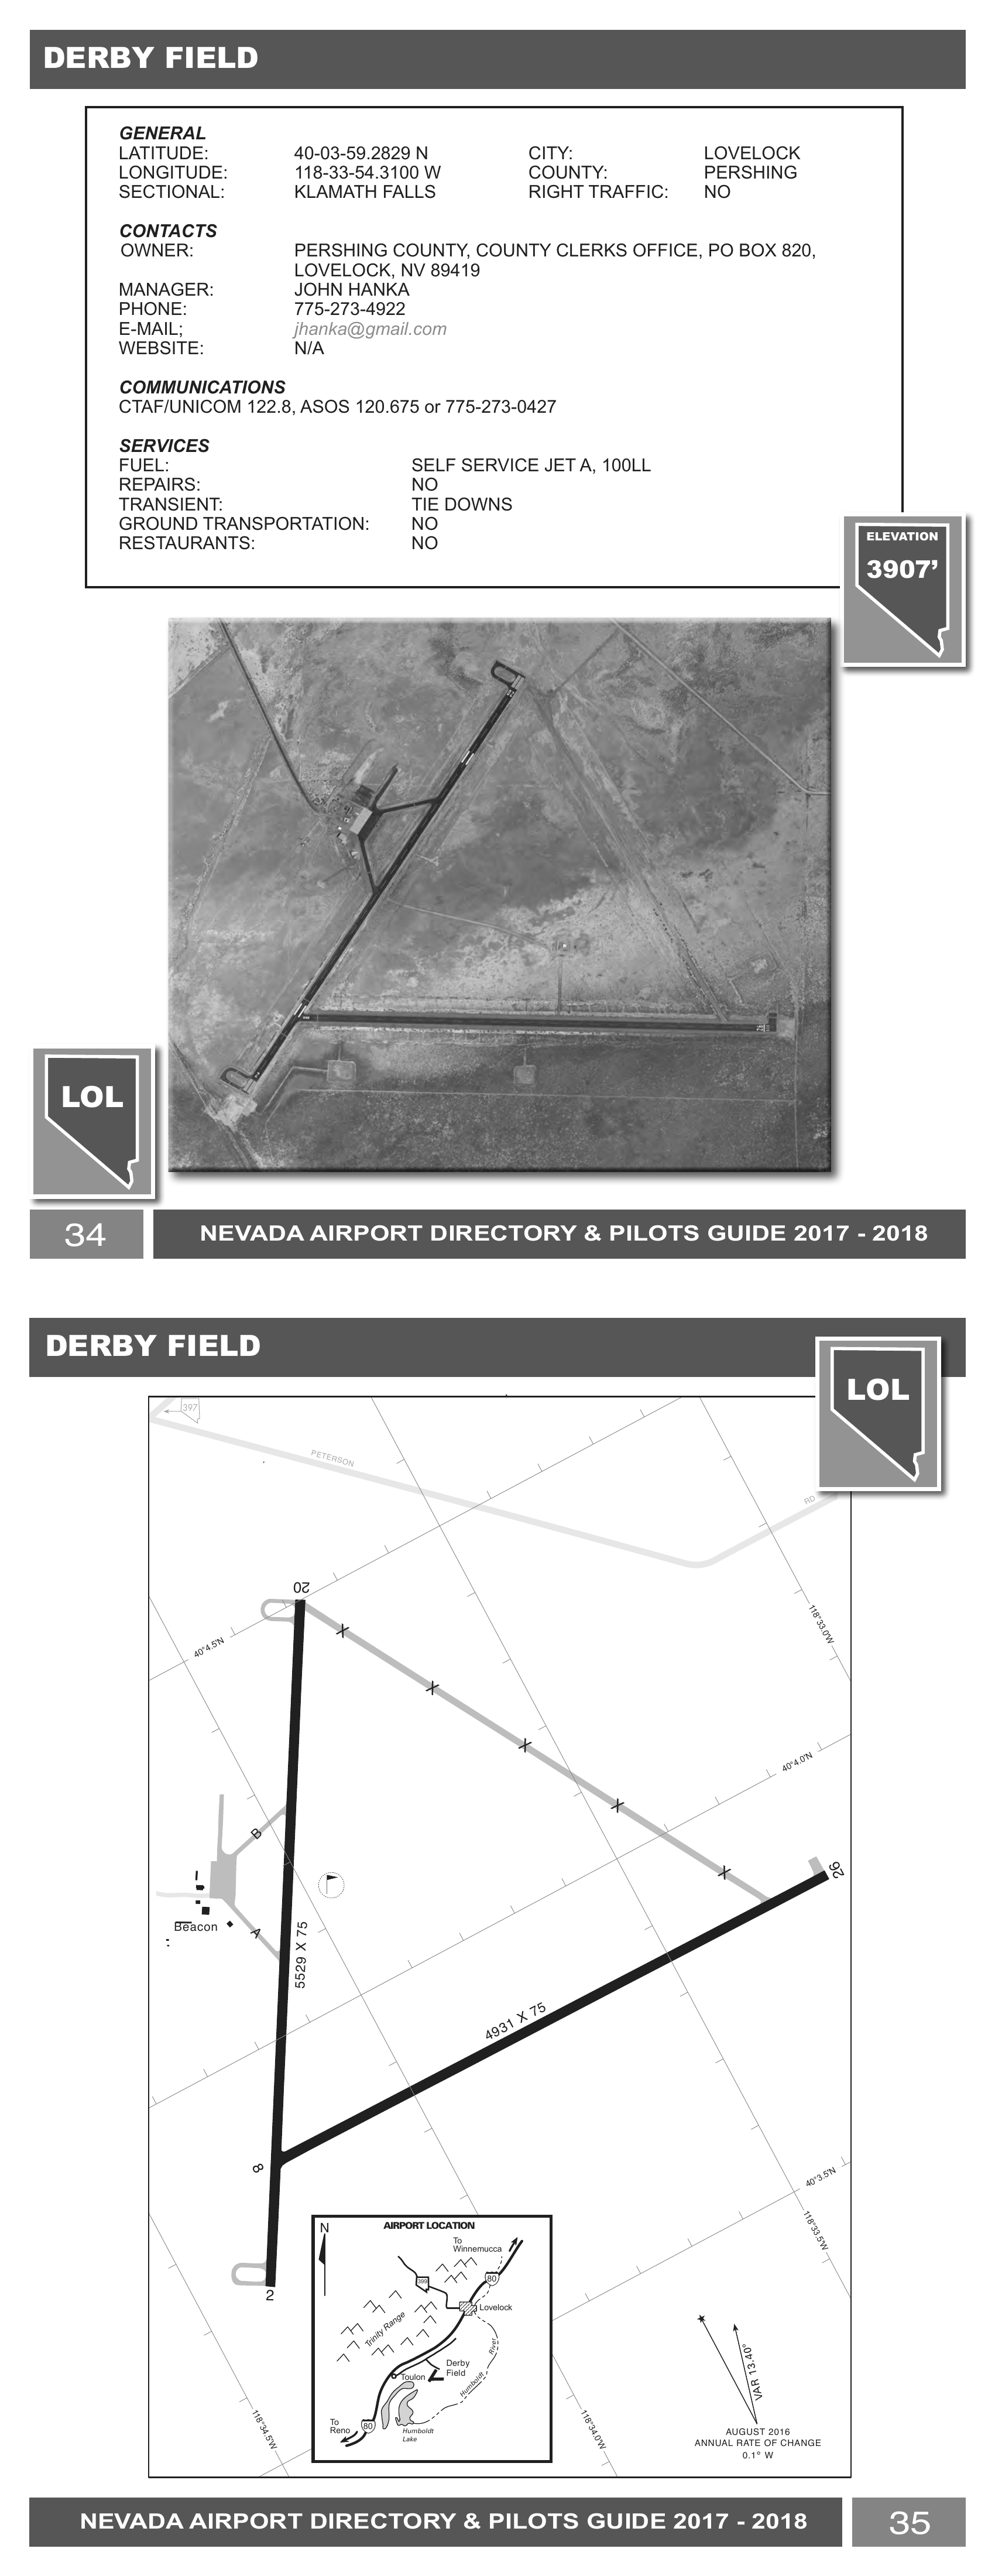 DERBY FIELD
GENERAL
LATITUDE: 40-03-59.2829 N CITY: LOVELOCK
LONGITUDE: 118-33-54.3100 W COUNTY: PERSHING
SECTIONAL: KLAMATH FALLS RIGHT TRAFFIC: NO
CONTACTS
OWNER: PERSHING COUNTY, COUNTY CLERKS OFFICE, PO BOX 820,
LOVELOCK, NV 89419
MANAGER: JOHN HANKA
PHONE: 775-273-4922
E-MAIL; jhanka@gmail.com
WEBSITE: N/A
COMMUNICATIONS
CTAF/UNICOM 122.8, ASOS 120.675 or 775-273-0427
SERVICES
FUEL: SELF SERVICE JET A, 100LL
REPAIRS: NO
TRANSIENT: TIE DOWNS
GROUND TRANSPORTATION: NO
RESTAURANTS: NO
ELEVATION
3907’
LOL
34
NEVADA AIRPORT DIRECTORY & PILOTS GUIDE 2017 - 2018
DERBY FIELD
LOL
397
PETERSON
RD
20
40°4.5'N
118°33.0'W
40°4.0'N
B
26
Beacon
A
5529 X 75
4931 X 75
8
40°3.5'N
118°33.5'W
2
AIRPORT LOCATION
N
To
Winnemucca
399
80
Lovelock
Trinity Range
River
Derby
Field
Toulon
Humboldt
To
Reno
80
Humboldt
Lake
118°34.5'W
118°34.0'W
VAR 13.40°
AUGUST 2016
ANNUAL RATE OF CHANGE
0.1° W
NEVADA AIRPORT DIRECTORY & PILOTS GUIDE 2017 - 2018
35